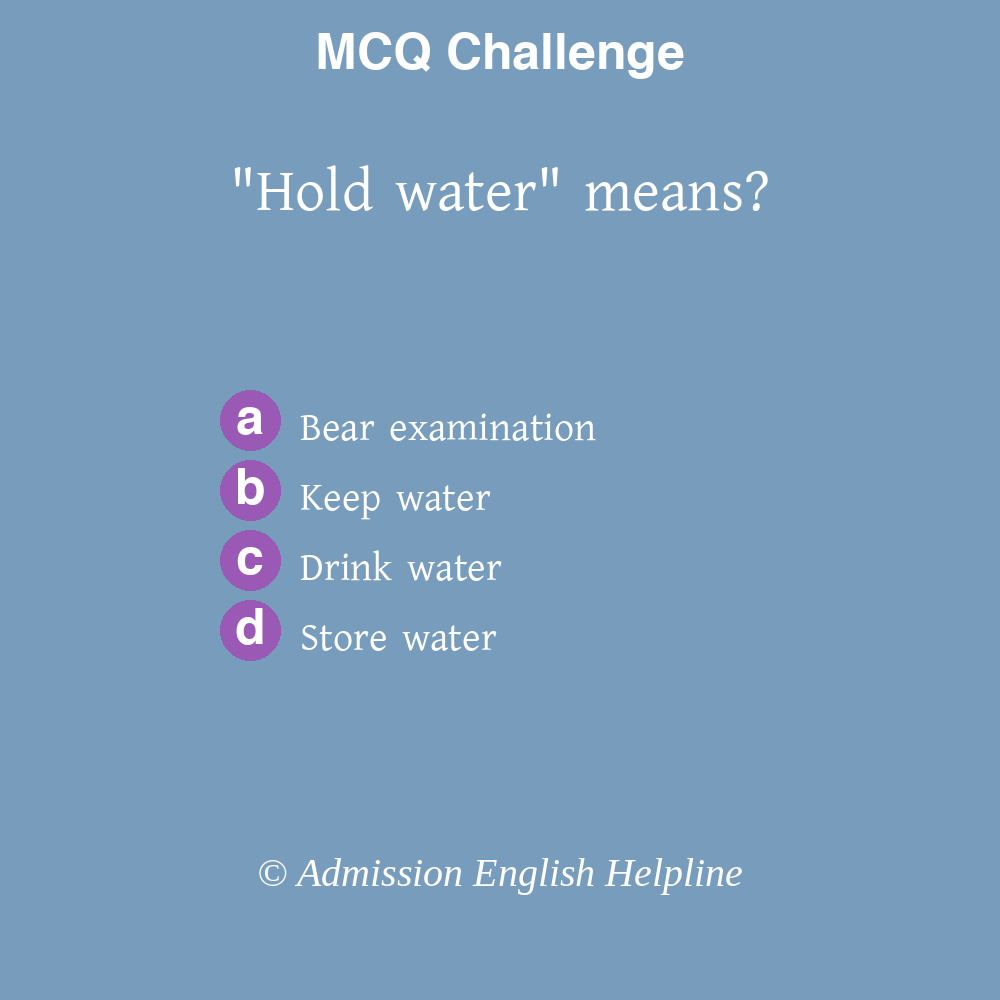 MCQ Challenge
"Hold water" means?
a Bear examination
b Keep water
c Drink water
d Store water
© Admission English Helpline